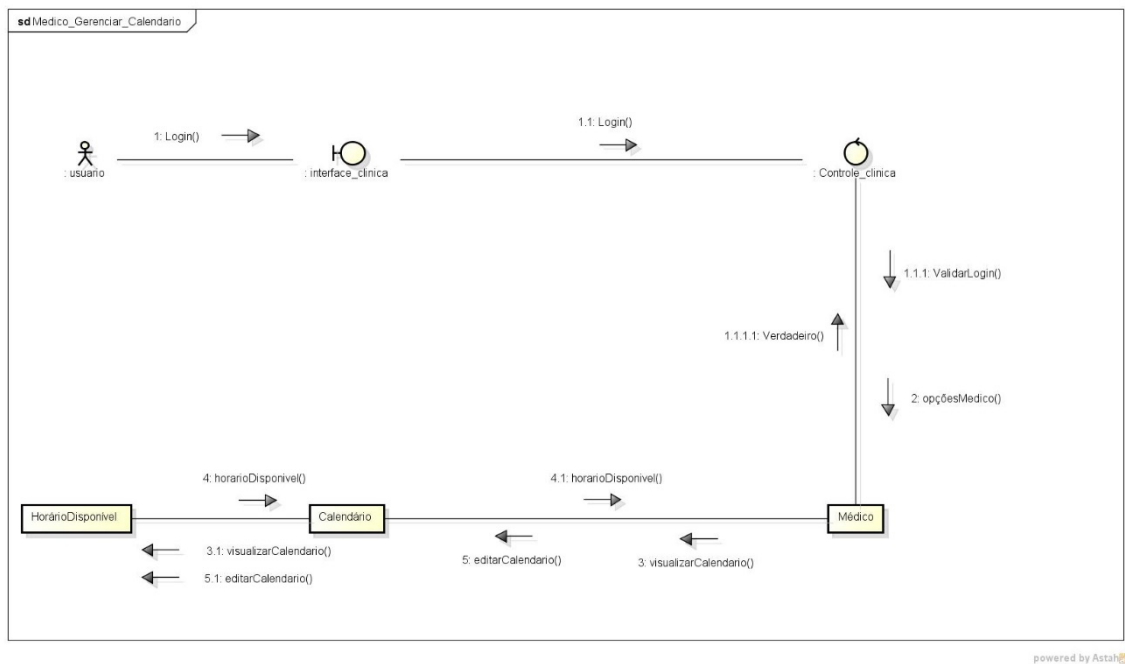 sd Medico_Gerenciar_Calendario
1: Login()
1.1: Login()
: usuario
: interface_clinica
: Controle_clinica
1.1.1: ValidarLogin()
1.1.1.1: Verdadeiro()
2: opçõesMedico()
4: horarioDisponivel()
4.1: horarioDisponivel()
HorárioDisponível
Calendário
Médico
3.1: visualizarCalendario()
5: editarCalendario()
3: visualizarCalendario()
5.1: editarCalendario()
powered by Astah